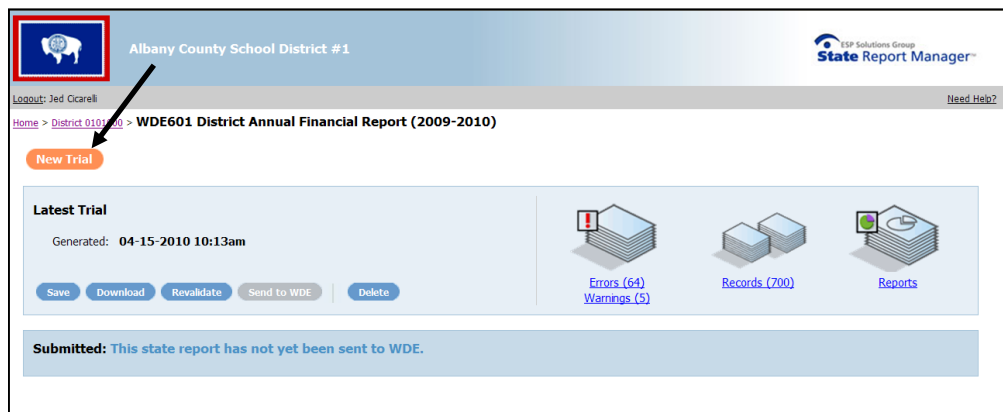 Albany County School District #1
ESP Solutions Group
State Report Manager
Logout: Jed Cicarelli
Need Help?
Home > District 0101000 > WDE601 District Annual Financial Report (2009-2010)
New Trial
Latest Trial
Generated: 04-15-2010 10:13am
Save Download Revalidate Send to WDE Delete
Errors (64)
Warnings (5)
Records (700)
Reports
Submitted: This state report has not yet been sent to WDE.